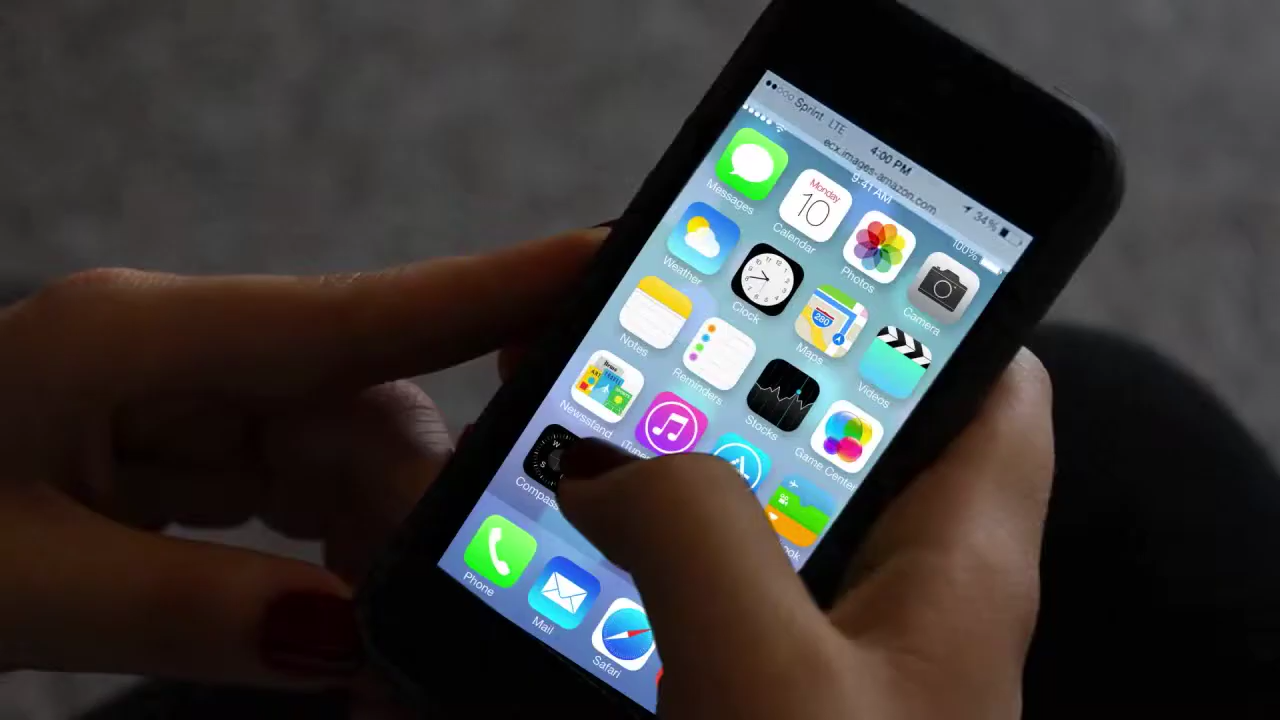 Sprint LTE 4:00 PM 34%
ecx.images-amazon.com
9:41 AM 100%
Monday
10
Messages Calendar Photos Camera
280
Weather Clock Maps Videos
Notes Reminders Stocks Game Center
Newsstand
W
S
Compass
Phone Mail Safari